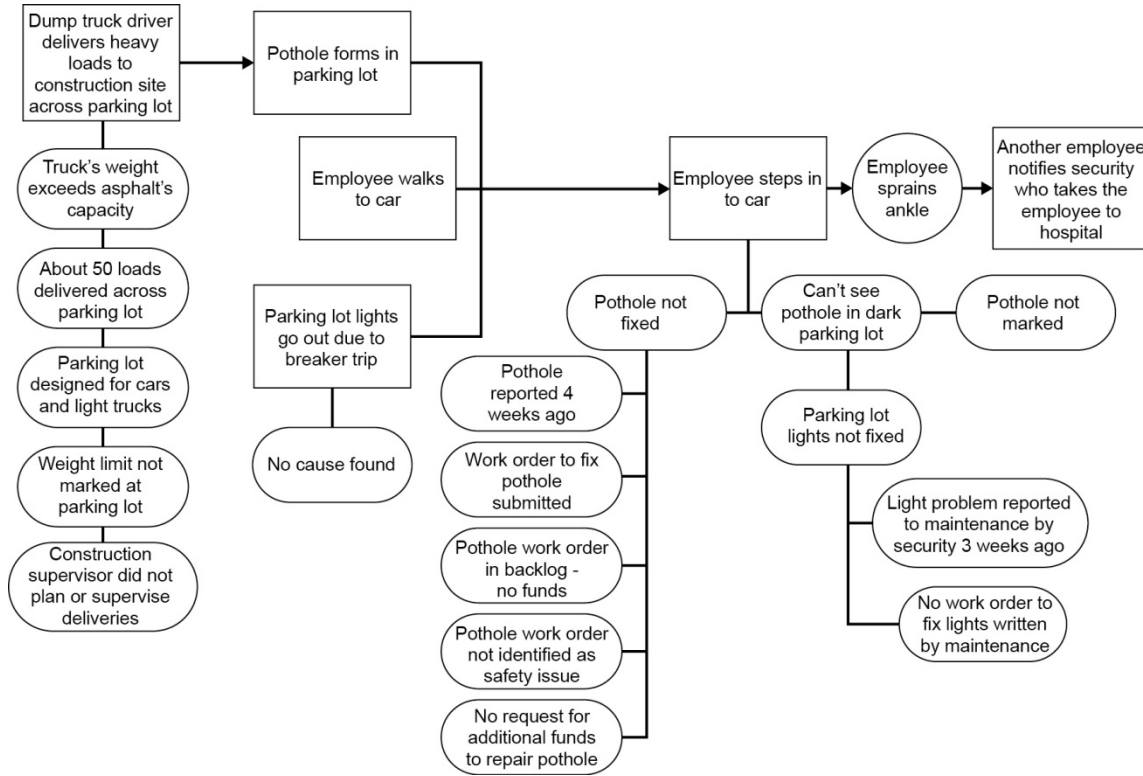 Dump truck driver
delivers heavy
loads to
construction site
across parking lot
Truck's weight
exceeds asphalt's
capacity
About 50 loads
delivered across
parking lot
Parking lot
designed for cars
and light trucks
Weight limit not
marked at
parking lot
Construction
supervisor did not
plan or supervise
deliveries
Pothole forms in
parking lot
Employee walks
to car
Parking lot lights
go out due to
breaker trip
No cause found
Employee steps in
to car
Employee
sprains
ankle
Another employee
notifies security
who takes the
employee to
hospital
Pothole not
fixed
Pothole
reported 4
weeks ago
Work order to fix
pothole
submitted
Pothole work order
in backlog -
no funds
Pothole work order
not identified as
safety issue
No request for
additional funds
to repair pothole
Can't see
pothole in dark
parking lot
Pothole not
marked
Parking lot
lights not fixed
Light problem reported
to maintenance by
security 3 weeks ago
No work order to
fix lights written
by maintenance